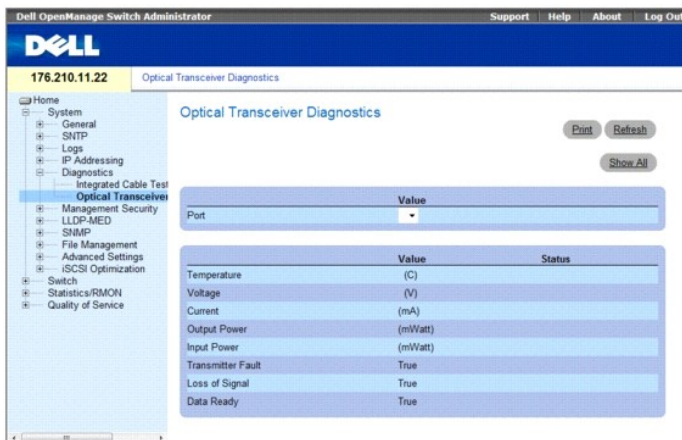 Dell OpenManage Switch Administrator Support Help About Log Out
DELL
176.210.11.22 Optical Transceiver Diagnostics
Home
System
General
SNTP
Logs
IP Addressing
Diagnostics
Integrated Cable Test
Optical Transceiver
Management Security
LLDP-MED
SNMP
File Management
Advanced Settings
iSCSI Optimization
Switch
Statistics/RMON
Quality of Service
Optical Transceiver Diagnostics
Print Refresh
Show All
Value
Port
Value Status
Temperature (C)
Voltage (V)
Current (mA)
Output Power (mWatt)
Input Power (mWatt)
Transmitter Fault True
Loss of Signal True
Data Ready True